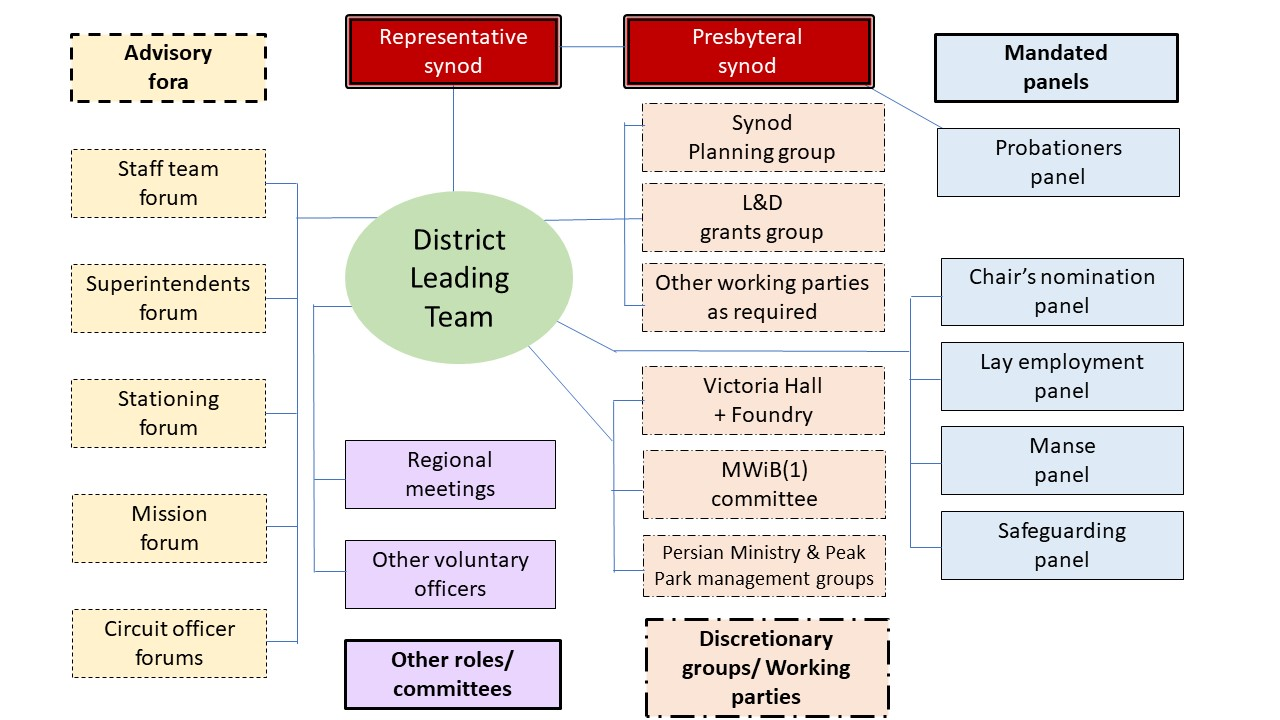 Advisory
fora
Staff team
forum
Superintendents
forum
Stationing
forum
Mission
forum
Circuit officer
forums
Representative
synod
Presbyteral
synod
District
Leading
Team
Regional
meetings
Other voluntary
officers
Other roles/
committees
Synod
Planning group
L&D
grants group
Other working parties
as required
Victoria Hall
+ Foundry
MWiB(1)
committee
Persian Ministry & Peak
Park management groups
Discretionary
groups/ Working
parties
Mandated
panels
Probationers
panel
Chair’s nomination
panel
Lay employment
panel
Manse
panel
Safeguarding
panel